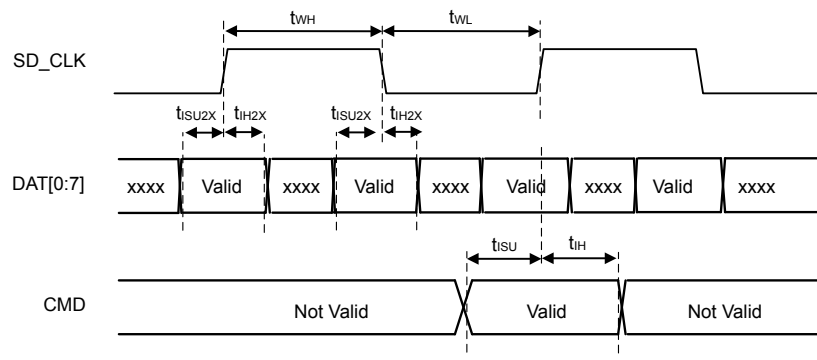 tWH tWL
SD_CLK
tISU2X tIH2X tISU2X tIH2X
DAT[0:7] xxxx Valid xxxx Valid xxxx Valid xxxx Valid xxxx
tISU tIH
CMD Not Valid Valid Not Valid